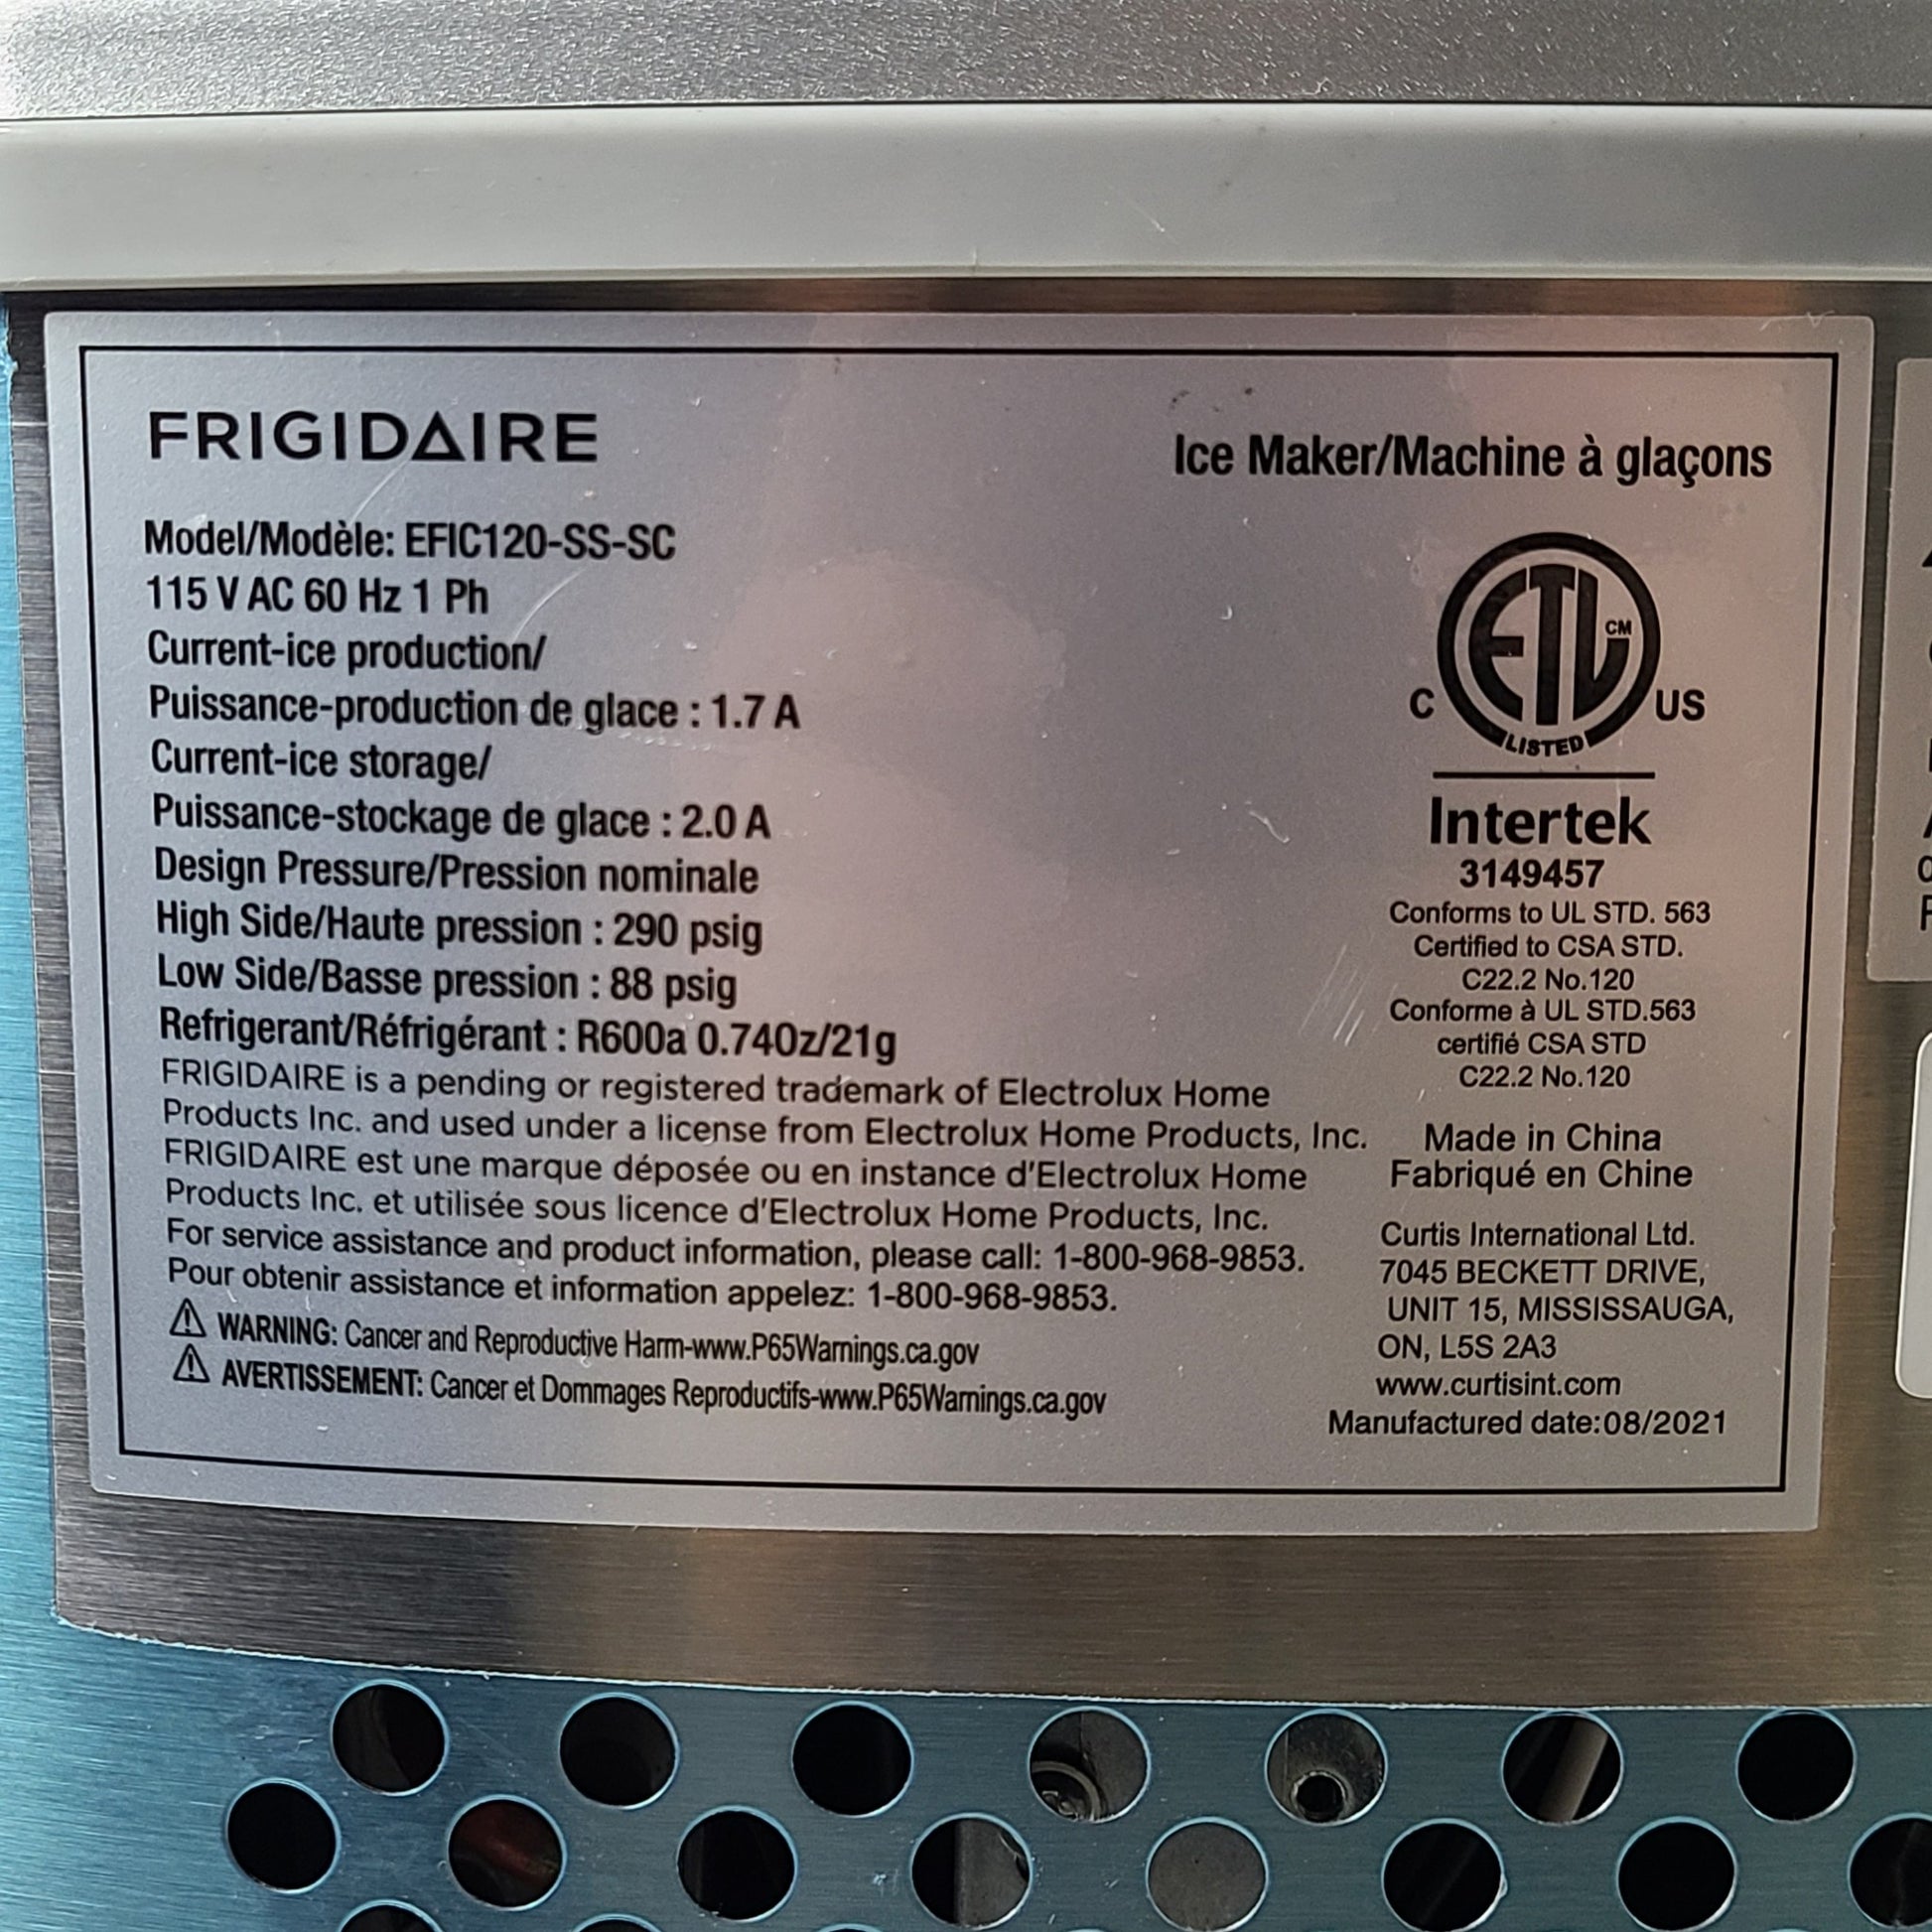 FRIGIDAIRE
Ice Maker/Machine à glaçons
Model/Modèle: EFIC120-SS-SC
115 V AC 60 Hz 1 Ph
Current-ice production/
Puissance-production de glace : 1.7 A
Current-ice storage/
Puissance-stockage de glace : 2.0 A
Design Pressure/Pression nominale
High Side/Haute pression : 290 psig
Low Side/Basse pression : 88 psig
Refrigerant/Réfrigérant : R600a 0.74Oz/21g
FRIGIDAIRE is a pending or registered trademark of Electrolux Home
Products Inc. and used under a license from Electrolux Home Products, Inc.
FRIGIDAIRE est une marque déposée ou en instance d'Electrolux Home
Products Inc. et utilisée sous licence d'Electrolux Home Products, Inc.
For service assistance and product information, please call: 1-800-968-9853.
Pour obtenir assistance et information appelez: 1-800-968-9853.
⚠ WARNING: Cancer and Reproductive Harm-www.P65Warnings.ca.gov
⚠ AVERTISSEMENT: Cancer et Dommages Reproductifs-www.P65Warnings.ca.gov
ETL CM
C US
LISTED
Intertek
3149457
Conforms to UL STD. 563
Certified to CSA STD.
C22.2 No.120
Conforme à UL STD.563
certifié CSA STD
C22.2 No.120
Made in China
Fabriqué en Chine
Curtis International Ltd.
7045 BECKETT DRIVE,
UNIT 15, MISSISSAUGA,
ON, L5S 2A3
www.curtisint.com
Manufactured date:08/2021